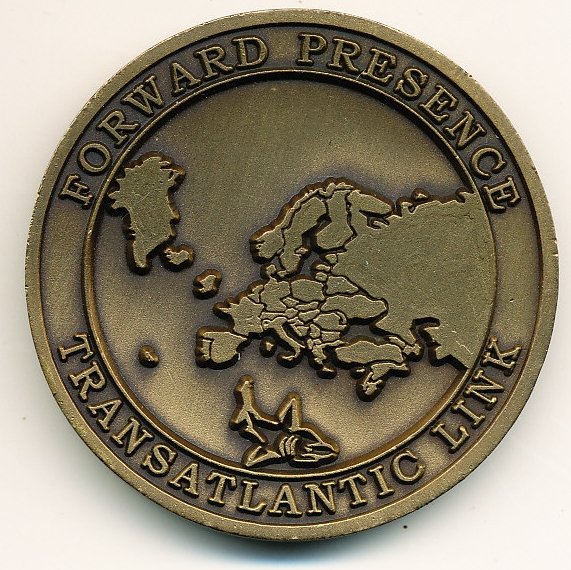 FORWARD PRESENCE
TRANSATLANTIC LINK